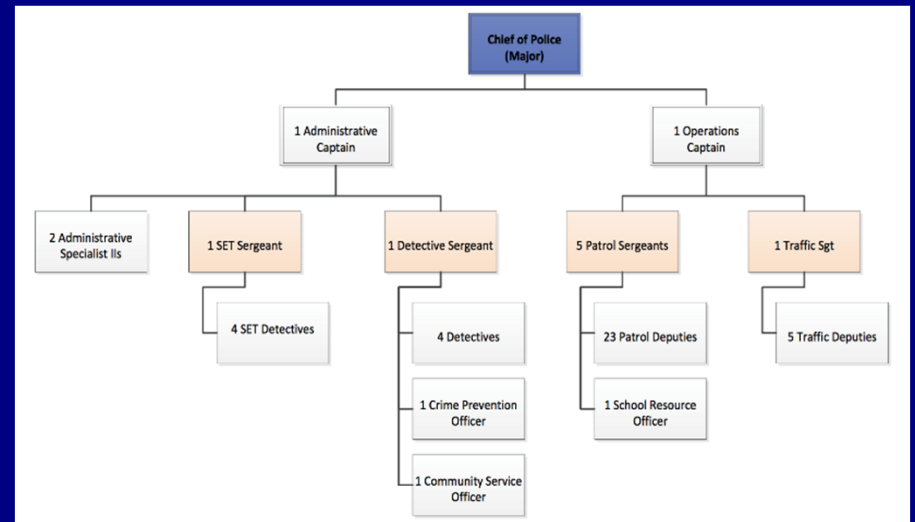 Chief of Police
(Major)
1 Administrative
Captain
1 Operations
Captain
2 Administrative
Specialist IIs
1 SET Sergeant
1 Detective Sergeant
5 Patrol Sergeants
1 Traffic Sgt
4 SET Detectives
4 Detectives
23 Patrol Deputies
5 Traffic Deputies
1 Crime Prevention
Officer
1 School Resource
Officer
1 Community Service
Officer